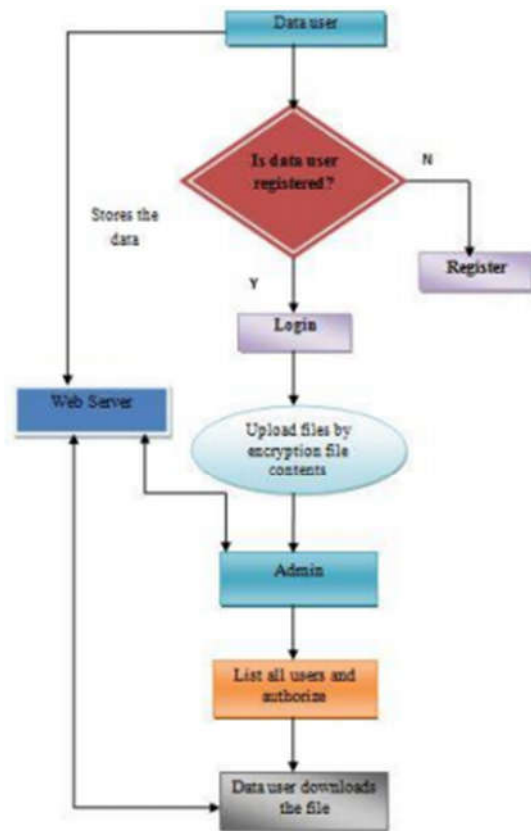 Data user
Is data user
registered?
N
Stores the
data
Register
Y
Login
Web Server
Upload files by
encryption file
contents
Admin
List all users and
authorize
Data user downloads
the file